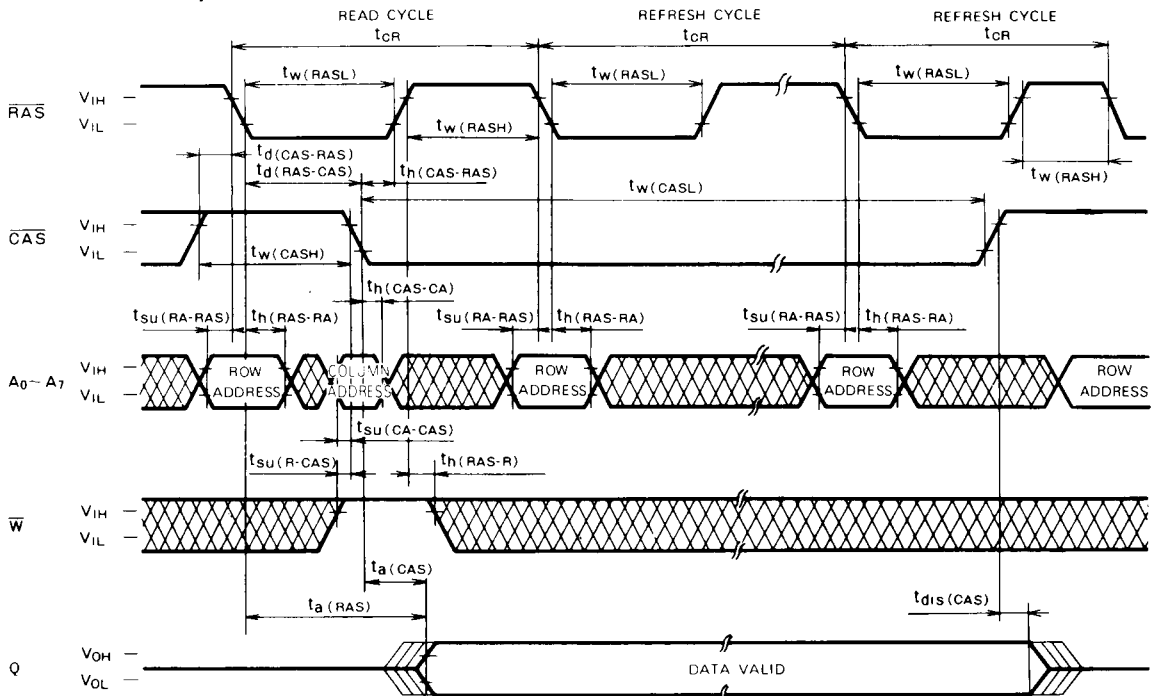 READ CYCLE REFRESH CYCLE REFRESH CYCLE
tCR tCR tCR
tw(RASL) tw(RASL) tw(RASL)
RAS VIH
VIL
tw(RASH)
td(CAS-RAS)
td(RAS-CAS) th(CAS-RAS) tw(RASH)
tw(CASL)
CAS VIH
VIL
tw(CASH)
th(CAS-CA)
tsu(RA-RAS) th(RAS-RA) tsu(RA-RAS) th(RAS-RA) tsu(RA-RAS) th(RAS-RA)
A0~A7 VIH
VIL
ROW ADDRESS
COLUMN ADDRESS
ROW ADDRESS
ROW ADDRESS
ROW ADDRESS
tsu(CA-CAS)
tsu(R-CAS) th(RAS-R)
W VIH
VIL
ta(CAS)
ta(RAS) tdis(CAS)
Q VOH
VOL
DATA VALID